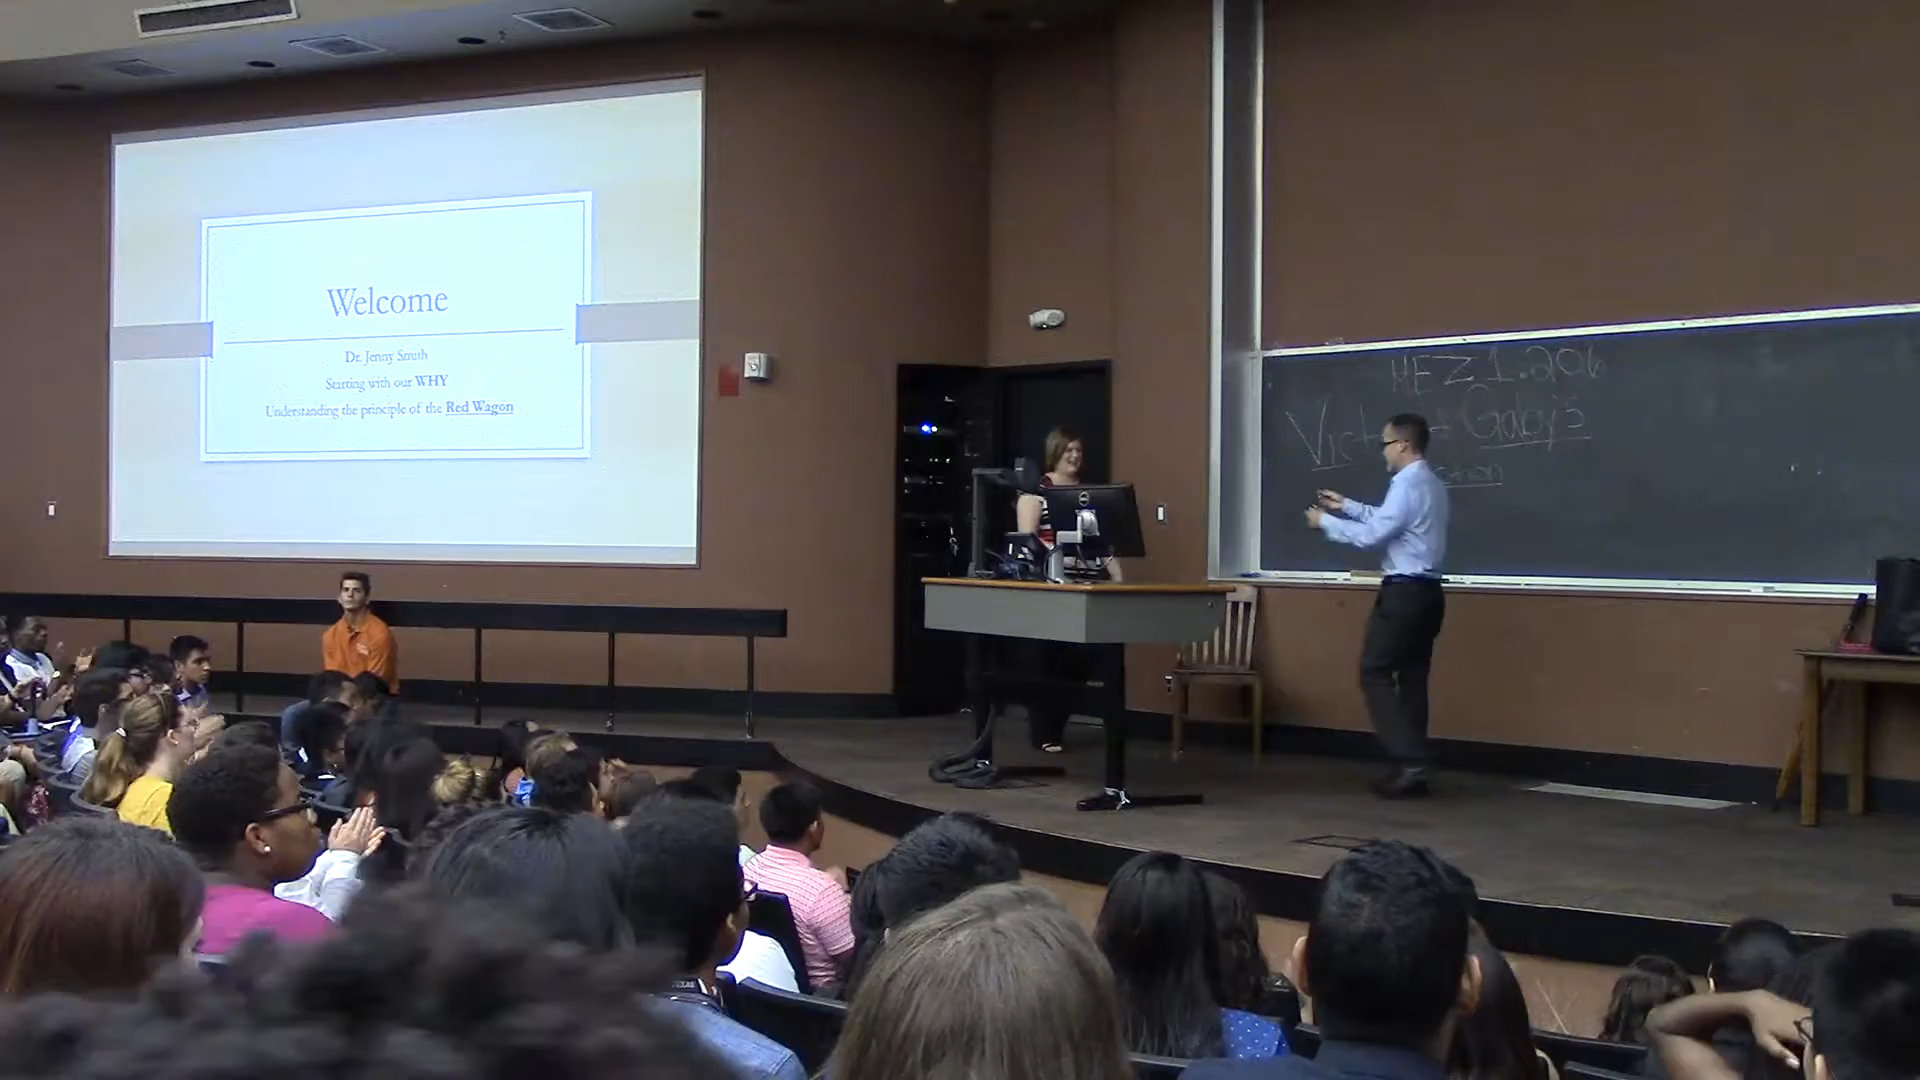 Welcome
Dr. Jenny Smith
Starting with our WHY
Understanding the principle of the Red Wagon
MEZ 1.206
Gaby's
TEXAS